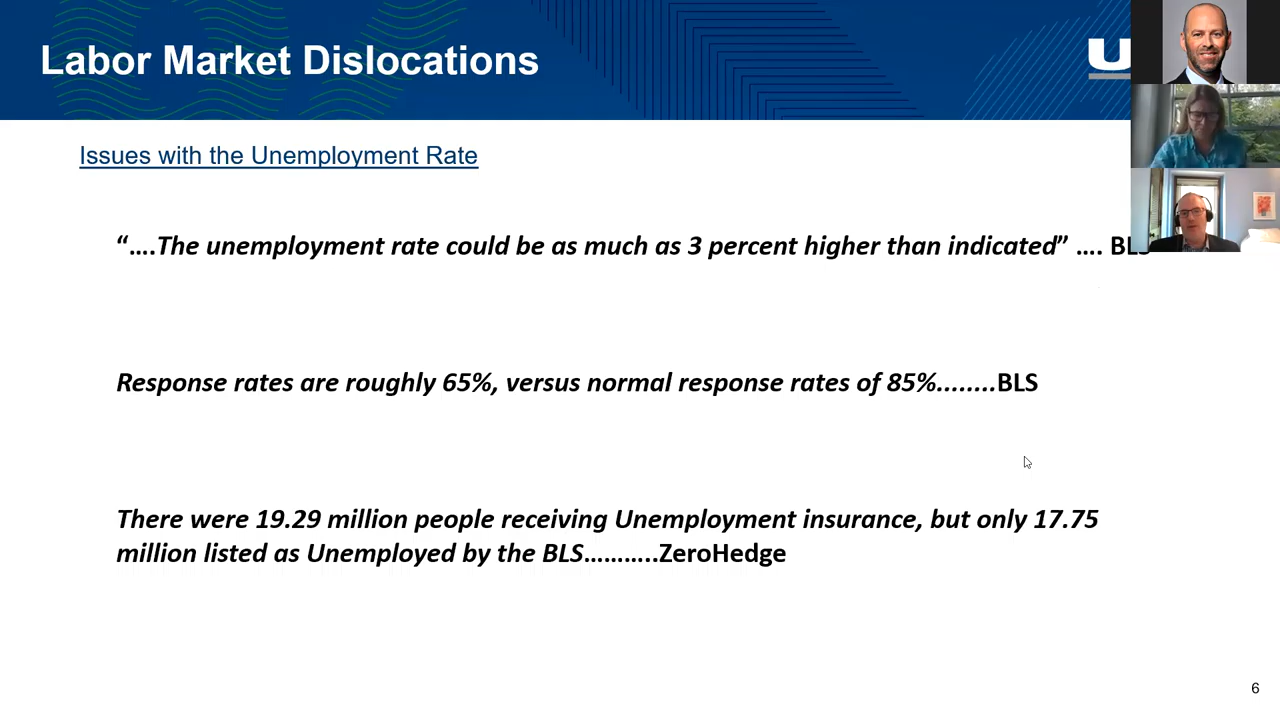 Labor Market Dislocations
U
Issues with the Unemployment Rate
“….The unemployment rate could be as much as 3 percent higher than indicated” …. BLS
Response rates are roughly 65%, versus normal response rates of 85%........BLS
There were 19.29 million people receiving Unemployment insurance, but only 17.75
million listed as Unemployed by the BLS………..ZeroHedge
6